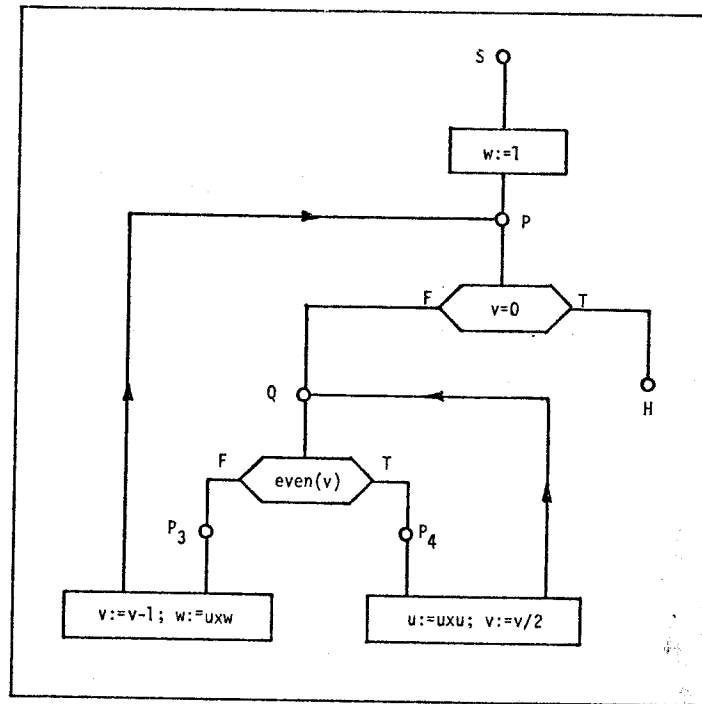 S
w:=1
P
F v=0 T
H
Q
F even(v) T
P3 P4
v:=v-1; w:=uxw u:=uxu; v:=v/2